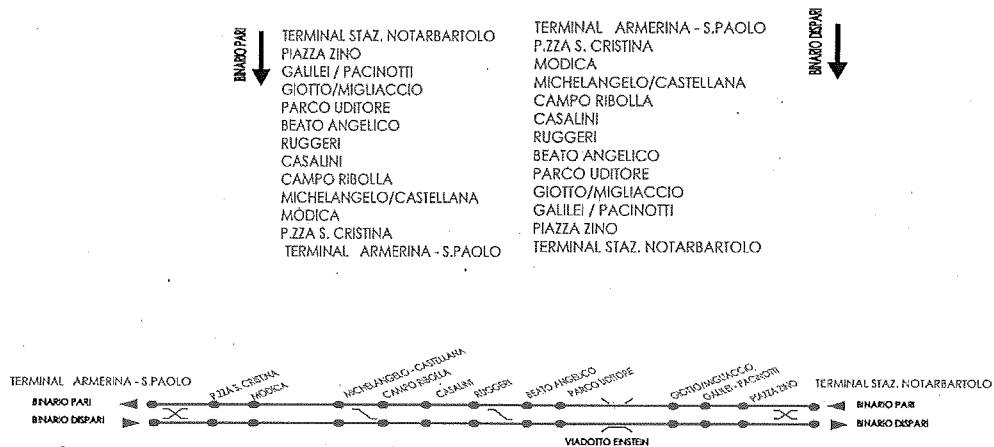 BINARIO PARI
TERMINAL STAZ. NOTARBARTOLO
PIAZZA ZINO
GALILEI / PACINOTTI
GIOTTO/MIGLIACCIO
PARCO UDITORE
BEATO ANGELICO
RUGGERI
CASALINI
CAMPO RIBOLLA
MICHELANGELO/CASTELLANA
MODICA
P.ZZA S. CRISTINA
TERMINAL ARMERINA - S.PAOLO
TERMINAL ARMERINA - S.PAOLO
P.ZZA S. CRISTINA
MODICA
MICHELANGELO/CASTELLANA
CAMPO RIBOLLA
CASALINI
RUGGERI
BEATO ANGELICO
PARCO UDITORE
GIOTTO/MIGLIACCIO
GALILEI / PACINOTTI
PIAZZA ZINO
TERMINAL STAZ. NOTARBARTOLO
BINARIO DISPARI
TERMINAL ARMERINA - S.PAOLO
BINARIO PARI
BINARIO DISPARI
P.ZZA S. CRISTINA
MODICA
MICHELANGELO - CASTELLANA
CAMPO RIBOLLA
CASALINI
RUGGERI
BEATO ANGELICO
PARCO UDITORE
GIOTTO/MIGLIACCIO
GALILEI - PACINOTTI
PIAZZA ZINO
TERMINAL STAZ. NOTARBARTOLO
BINARIO PARI
BINARIO DISPARI
VIADOTTO EINSTEIN